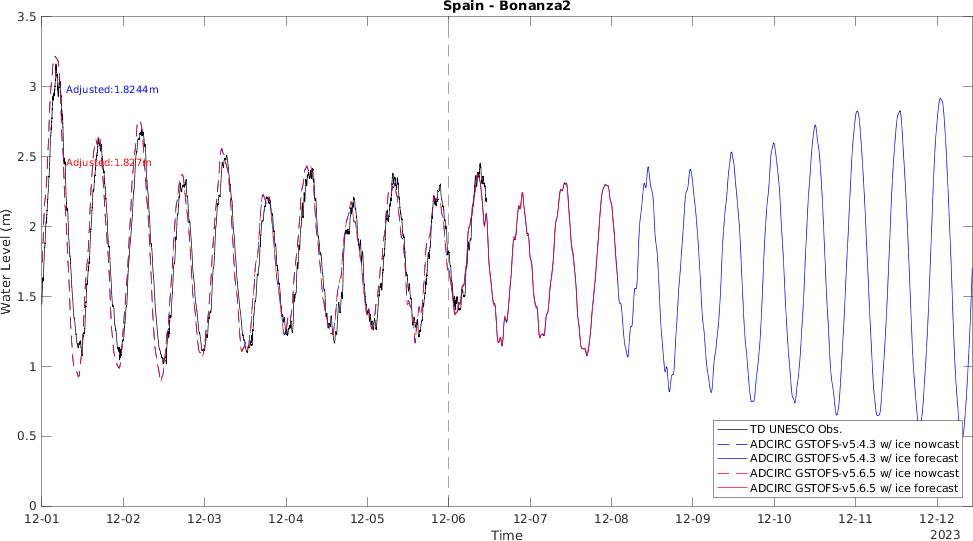 Spain - Bonanza2
3.5
3
2.5
2
1.5
1
0.5
0
Water Level (m)
Adjusted:1.8244m
Adjusted:1.827m
TD UNESCO Obs.
ADCIRC GSTOFS-v5.4.3 w/ ice nowcast
ADCIRC GSTOFS-v5.4.3 w/ ice forecast
ADCIRC GSTOFS-v5.6.5 w/ ice nowcast
ADCIRC GSTOFS-v5.6.5 w/ ice forecast
12-01 12-02 12-03 12-04 12-05 12-06 12-07 12-08 12-09 12-10 12-11 12-12
Time
2023